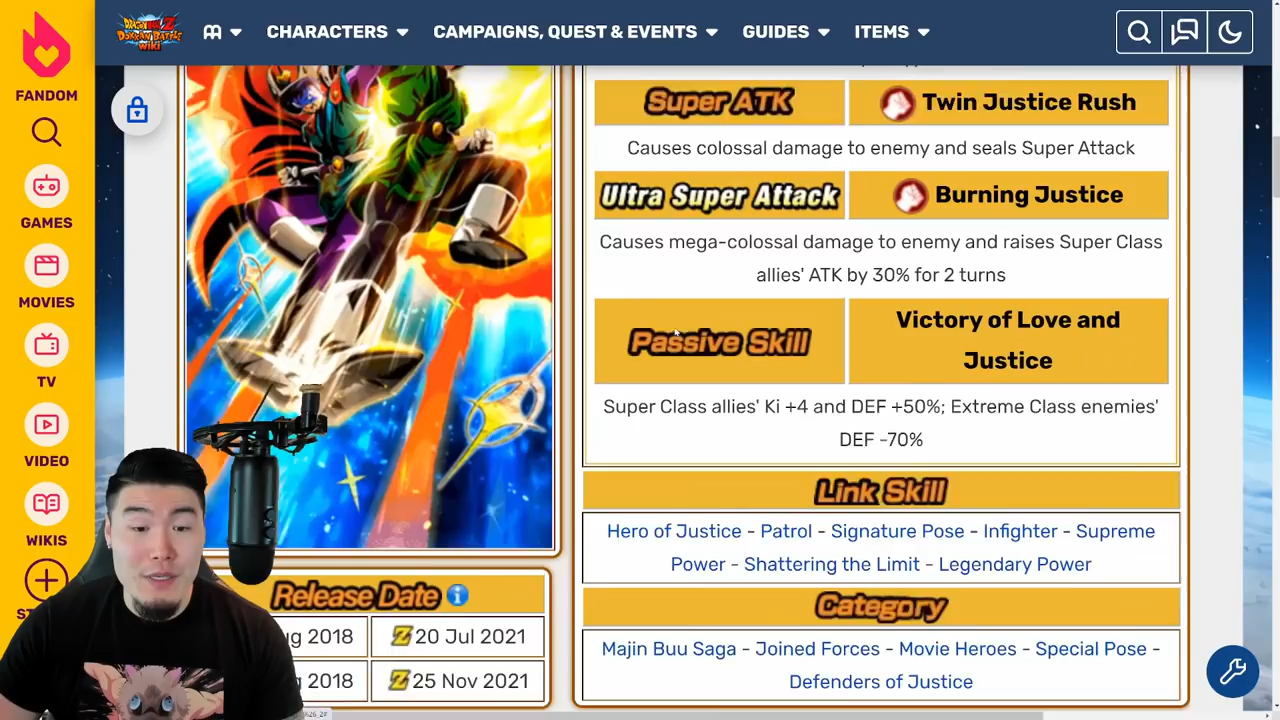 FANDOM
GAMES
MOVIES
TV
VIDEO
WIKIS
DRAGON BALL Z
DOKKAN BATTLE
WIKI
CHARACTERS
CAMPAIGNS, QUEST & EVENTS
GUIDES
ITEMS
Super ATK
Twin Justice Rush
Causes colossal damage to enemy and seals Super Attack
Ultra Super Attack
Burning Justice
Causes mega-colossal damage to enemy and raises Super Class
allies' ATK by 30% for 2 turns
Passive Skill
Victory of Love and
Justice
Super Class allies' Ki +4 and DEF +50%; Extreme Class enemies'
DEF -70%
Link Skill
Hero of Justice - Patrol - Signature Pose - Infighter - Supreme
Power - Shattering the Limit - Legendary Power
Category
Majin Buu Saga - Joined Forces - Movie Heroes - Special Pose -
Defenders of Justice
Release Date
2018
Z 20 Jul 2021
2018
Z 25 Nov 2021